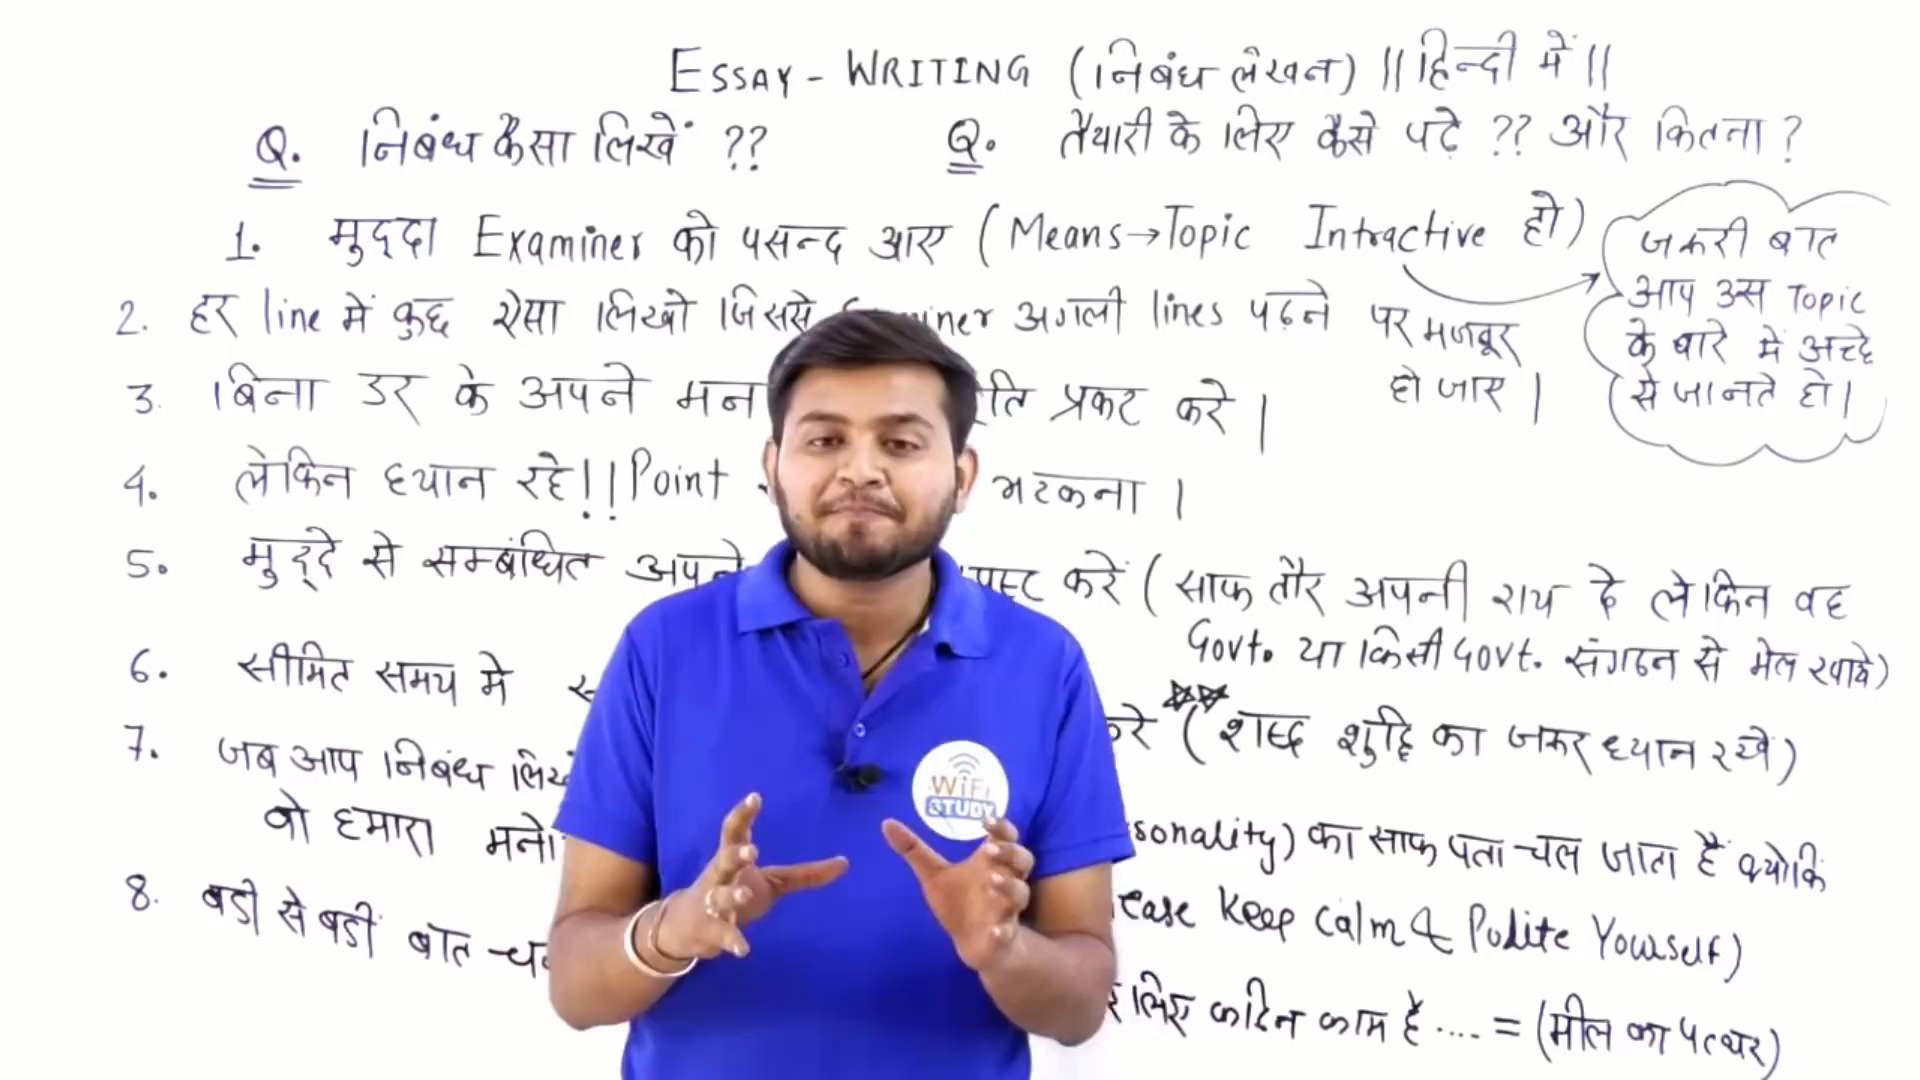 ESSAY - WRITING (निबंध लेखन) || हिन्दी में ||
Q. निबंध कैसा लिखें ?? Q. तैयारी के लिए कैसे पढे ?? और कितना ?
1. मुद्दा Examiner को पसन्द आए (Means→Topic Intractive हो)
जरूरी बात
आप उस Topic
के बारे में अच्छे
से जानते हो।
2. हर line में कुछ ऐसा लिखो जिससे अगली lines पढ़ने पर मजबूर
हो जाए।
3. बिना डर के अपने मन प्रकट करे।
4. लेकिन ध्यान रहे!! Point भटकना।
5. मुद्दे से सम्बंधित अपने करें (साफ तौर अपनी राय दे लेकिन वह
Govt. या किसी Govt. संगठन से मेल खावे)
6. सीमित समय मे करे (शब्द शुद्धि का जरूर ध्यान रखें)
7. जब आप निबंध
वो हमारा का साफ पता चल जाता है क्योकि
8. बडी से बडी बात Keep Calm & Polite Yourself)
लिए कठिन काम है .... = (मील का पत्थर)
WiFi
STUDY